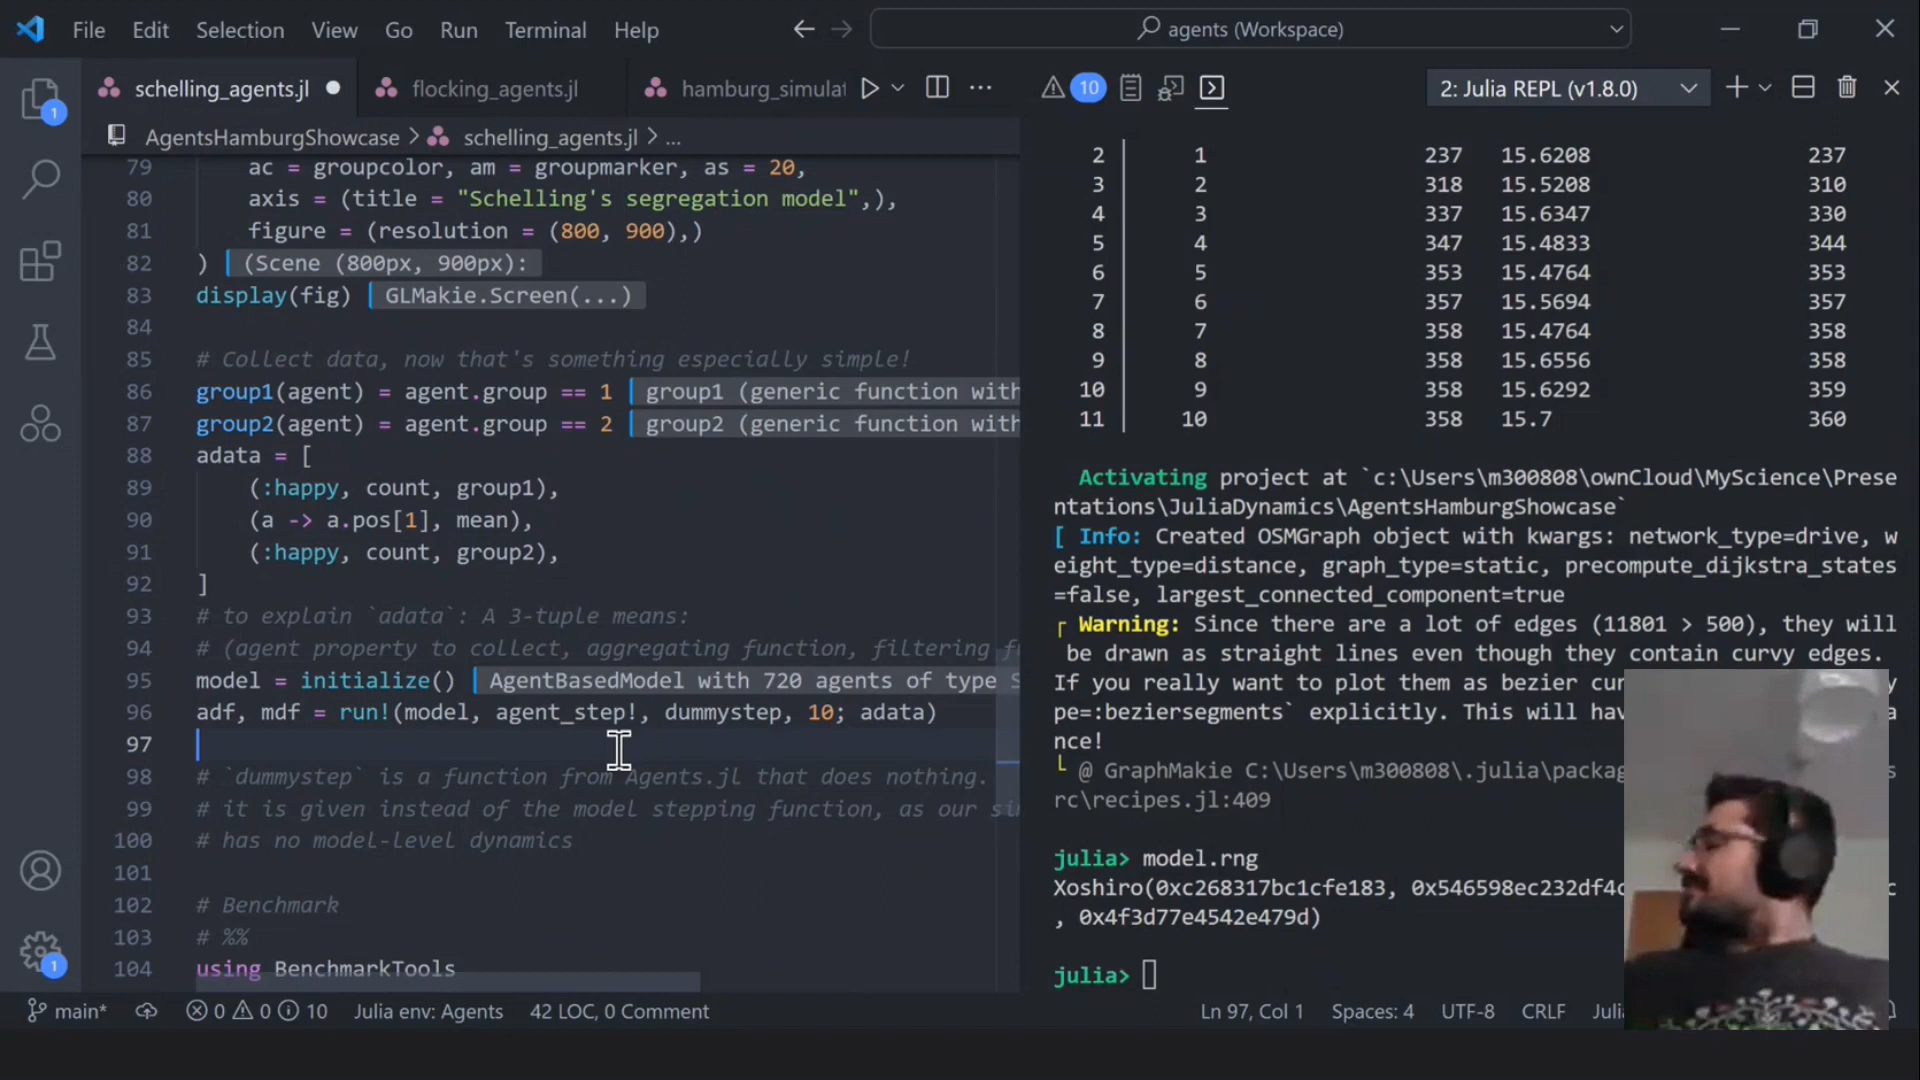 File Edit Selection View Go Run Terminal Help
agents (Workspace)
schelling_agents.jl
flocking_agents.jl
hamburg_simulat
10
2: Julia REPL (v1.8.0)
AgentsHamburgShowcase > schelling_agents.jl > ...
79 ac = groupcolor, am = groupmarker, as = 20,
80 axis = (title = "Schelling's segregation model",),
81 figure = (resolution = (800, 900),)
82 ) (Scene (800px, 900px):
83 display(fig) GLMakie.Screen(...)
84
85 # Collect data, now that's something especially simple!
86 group1(agent) = agent.group == 1 group1 (generic function with
87 group2(agent) = agent.group == 2 group2 (generic function with
88 adata = [
89 (:happy, count, group1),
90 (a -> a.pos[1], mean),
91 (:happy, count, group2),
92 ]
93 # to explain `adata`: A 3-tuple means:
94 # (agent property to collect, aggregating function, filtering f
95 model = initialize() AgentBasedModel with 720 agents of type S
96 adf, mdf = run!(model, agent_step!, dummystep, 10; adata)
97
98 # `dummystep` is a function from Agents.jl that does nothing.
99 # it is given instead of the model stepping function, as our si
100 # has no model-level dynamics
101
102 # Benchmark
103 # %%
104 using BenchmarkTools
2 1 237 15.6208 237
3 2 318 15.5208 310
4 3 337 15.6347 330
5 4 347 15.4833 344
6 5 353 15.4764 353
7 6 357 15.5694 357
8 7 358 15.4764 358
9 8 358 15.6556 358
10 9 358 15.6292 359
11 10 358 15.7 360
Activating project at `c:\Users\m300808\ownCloud\MyScience\Prese
ntations\JuliaDynamics\AgentsHamburgShowcase`
[ Info: Created OSMGraph object with kwargs: network_type=drive, w
eight_type=distance, graph_type=static, precompute_dijkstra_states
=false, largest_connected_component=true
┌ Warning: Since there are a lot of edges (11801 > 500), they will
be drawn as straight lines even though they contain curvy edges.
If you really want to plot them as bezier cur y
pe=:beziersegments` explicitly. This will hav a
nce!
└ @ GraphMakie C:\Users\m300808\.julia\packag s
rc\recipes.jl:409
julia> model.rng
Xoshiro(0xc268317bc1cfe183, 0x546598ec232df4c c
, 0x4f3d77e4542e479d)
julia>
1
1
main* 0 0 10 Julia env: Agents 42 LOC, 0 Comment Ln 97, Col 1 Spaces: 4 UTF-8 CRLF Juli